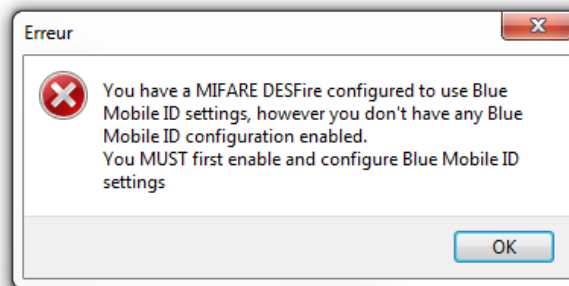 Erreur
You have a MIFARE DESFire configured to use Blue
Mobile ID settings, however you don't have any Blue
Mobile ID configuration enabled.
You MUST first enable and configure Blue Mobile ID
settings
OK